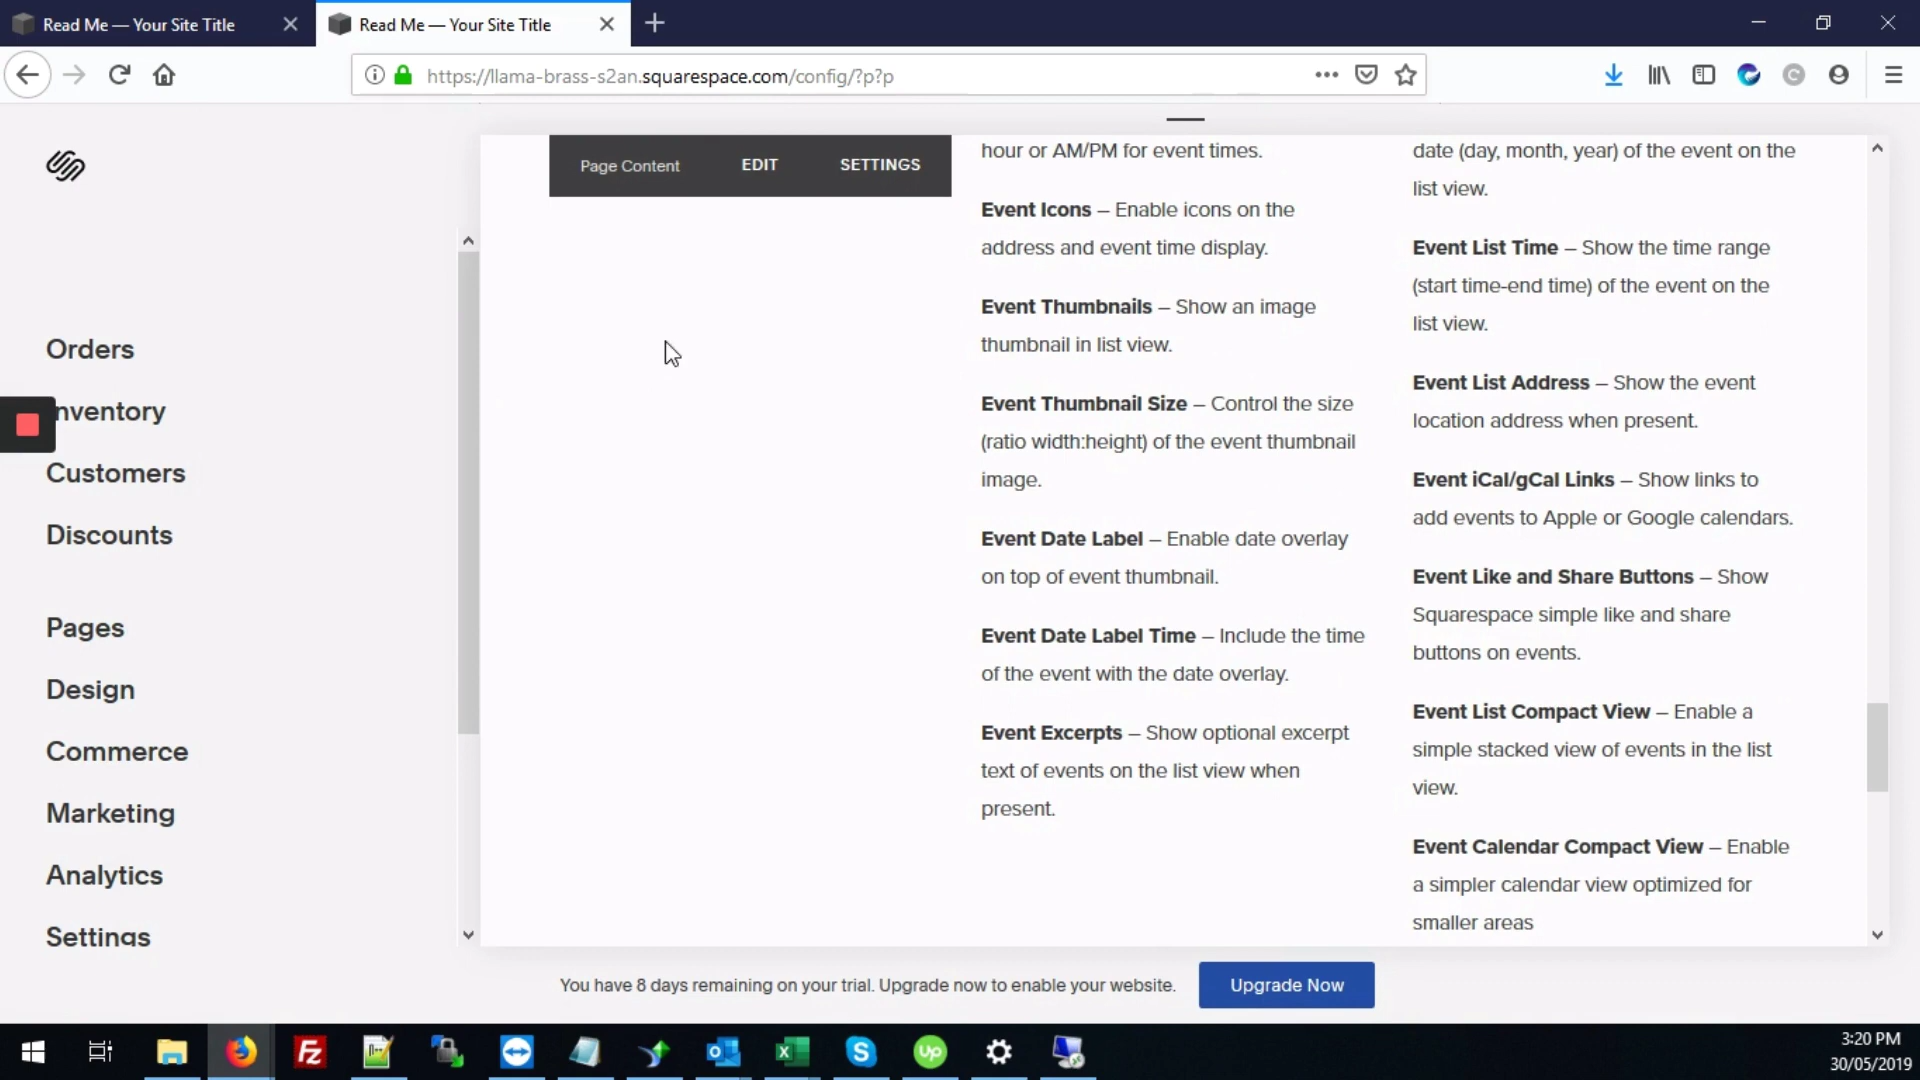 Read Me — Your Site Title
Read Me — Your Site Title
https://llama-brass-s2an.squarespace.com/config/?p?p
Orders
nventory
Customers
Discounts
Pages
Design
Commerce
Marketing
Analytics
Settings
Page Content EDIT SETTINGS
hour or AM/PM for event times.
Event Icons – Enable icons on the
address and event time display.
Event Thumbnails – Show an image
thumbnail in list view.
Event Thumbnail Size – Control the size
(ratio width:height) of the event thumbnail
image.
Event Date Label – Enable date overlay
on top of event thumbnail.
Event Date Label Time – Include the time
of the event with the date overlay.
Event Excerpts – Show optional excerpt
text of events on the list view when
present.
date (day, month, year) of the event on the
list view.
Event List Time – Show the time range
(start time-end time) of the event on the
list view.
Event List Address – Show the event
location address when present.
Event iCal/gCal Links – Show links to
add events to Apple or Google calendars.
Event Like and Share Buttons – Show
Squarespace simple like and share
buttons on events.
Event List Compact View – Enable a
simple stacked view of events in the list
view.
Event Calendar Compact View – Enable
a simpler calendar view optimized for
smaller areas
You have 8 days remaining on your trial. Upgrade now to enable your website.
Upgrade Now
3:20 PM
30/05/2019